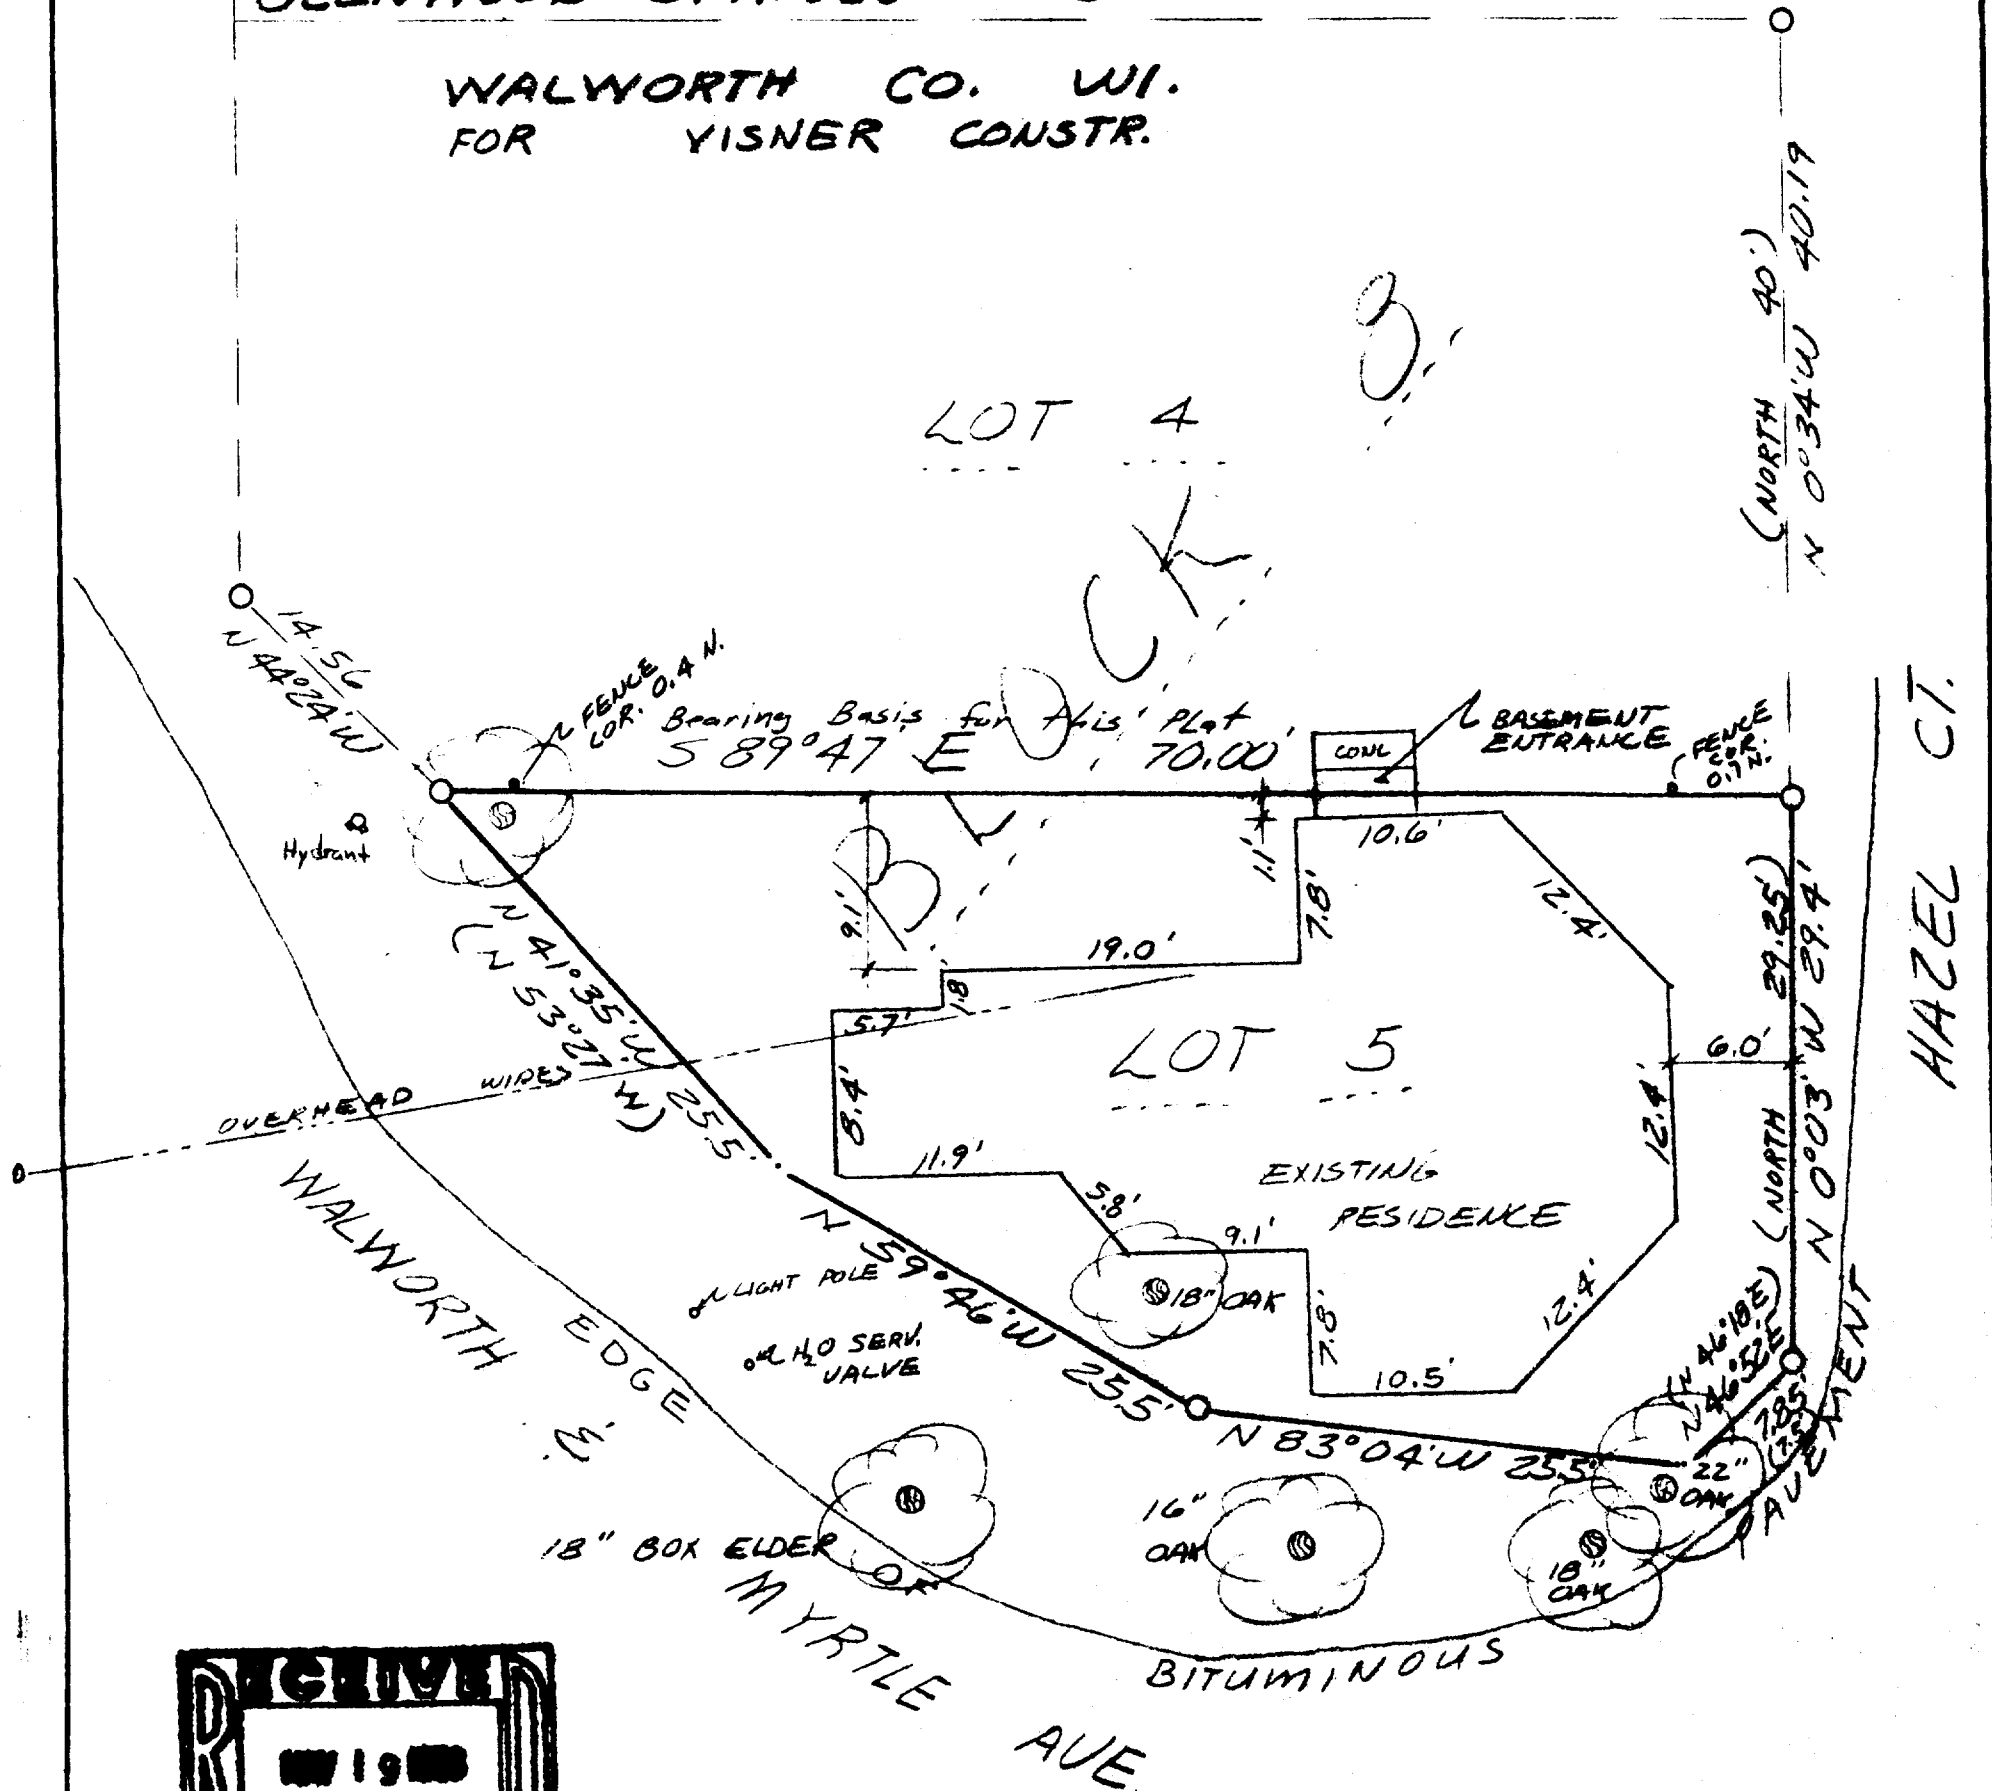 WALWORTH CO. WI.
FOR VISNER CONSTR.
(NORTH 40')
N 0°34'W 40.19
LOT 4
BLOCK 3
14.56
N 44°24'W
FENCE
COR. 0.4 N.
Bearing Basis for this Plat
S 89°47' E 70.00'
CONC
BASEMENT
ENTRANCE
FENCE
COR.
0.7 N.
Hydrant
10.6'
1.1'
7.8'
12.4'
9.1'
19.0'
1.8
5.7'
8.4'
N 41°35'W 25.5'
(N 53°27 W)
OVERHEAD WIRES
LOT 5
6.0'
12.4'
(NORTH 29.25')
N 0°03' W 29.4'
HAZEL CT.
11.9'
5.8'
EXISTING
RESIDENCE
9.1'
18" OAK
7.8'
12.4'
10.5'
N 59°46'W 25.5'
LIGHT POLE
H2O SERV.
VALVE
(N 46°18'E)
N 46°52'E
7.85
N 83°04'W 25.5'
22"
OAK
16"
OAK
18"
OAK
18" BOX ELDER
WALWORTH & MYRTLE AVE
EDGE OF BITUMINOUS PAVEMENT
RECEIVED
19